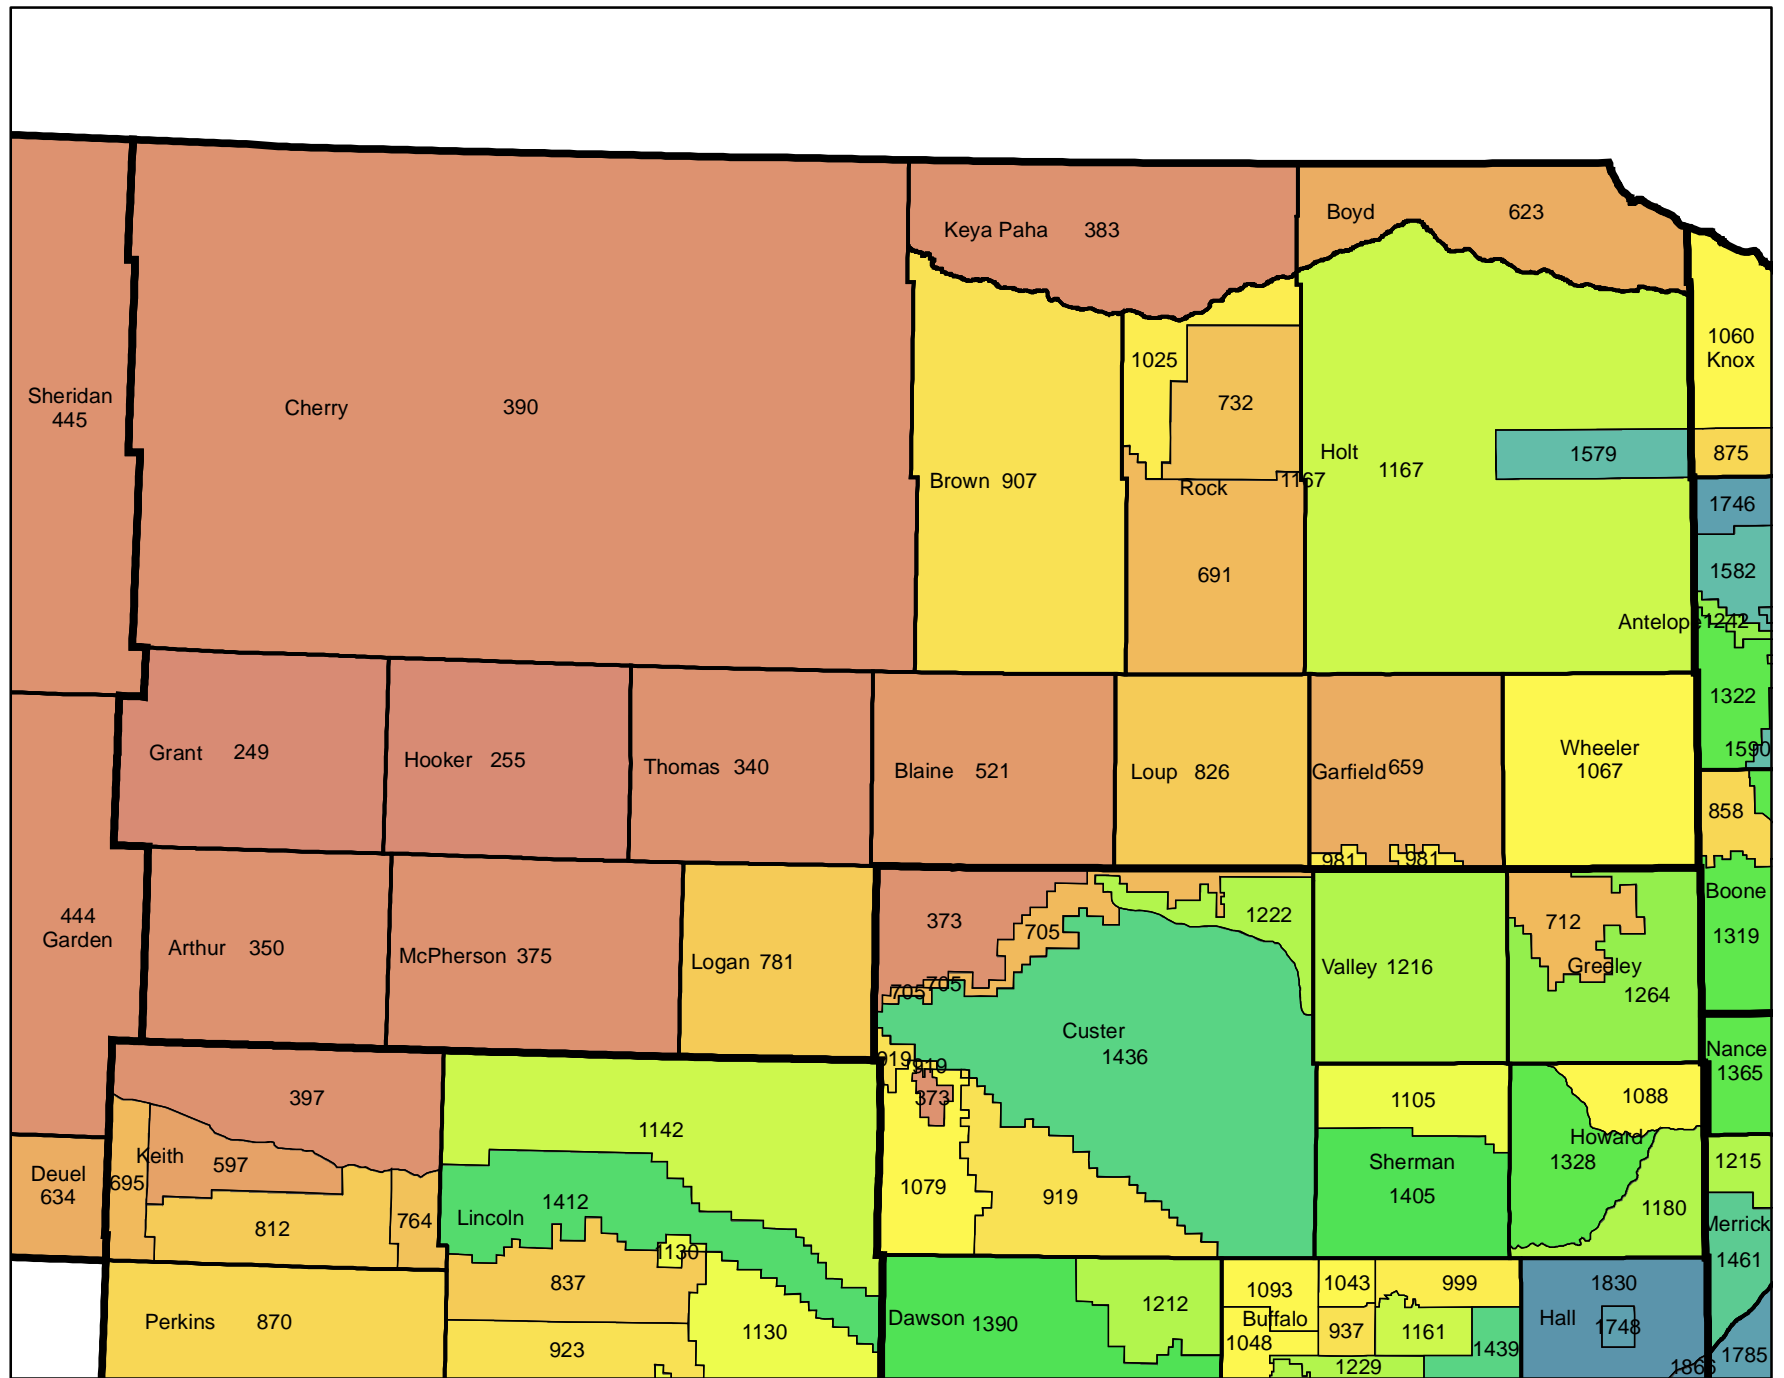 Keya Paha 383
Boyd 623
Sheridan
445
Cherry 390
1025
732
1060
Knox
Brown 907
Rock
1167
Holt
1167
1579
875
1746
691
1582
Antelope 1242
1322
1590
Grant 249
Hooker 255
Thomas 340
Blaine 521
Loup 826
Garfield 659
Wheeler
1067
981
981
858
Boone
1319
444
Garden
Arthur 350
McPherson 375
Logan 781
373
705
705
705
1222
Valley 1216
712
Greeley
1264
Custer
1436
919
919
373
Nance
1365
397
1142
1105
1088
Keith
597
695
812
764
Deuel
634
1412
Lincoln
1130
1079
919
Sherman
1405
Howard
1328
1180
1215
Merrick
1461
Perkins 870
837
923
1130
Dawson 1390
1212
1093
1043
999
Buffalo
1048
937
1161
1439
1229
1830
Hall
1748
1866
1785